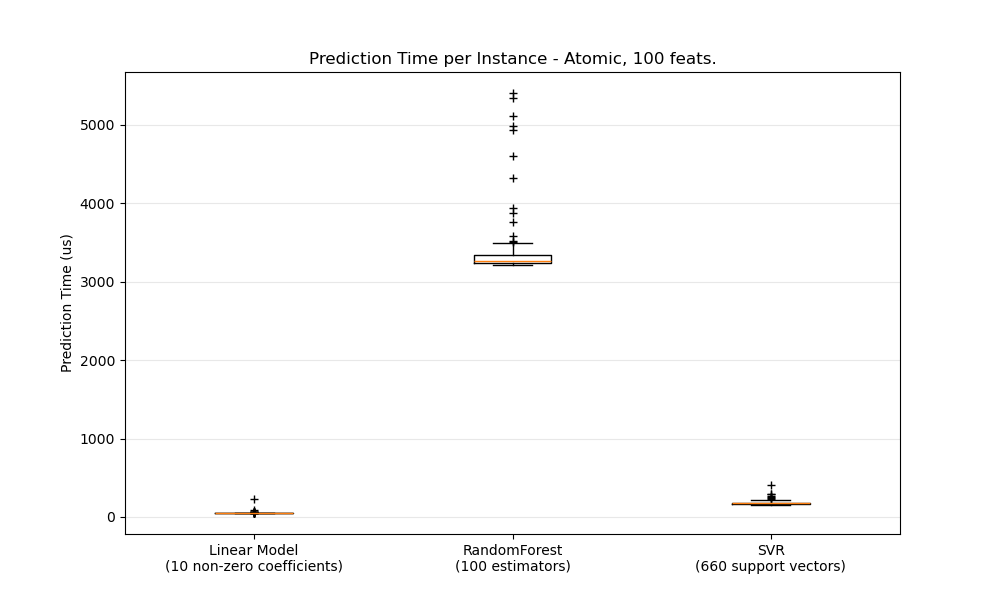 Prediction Time per Instance - Atomic, 100 feats.
Prediction Time (us)
5000
4000
3000
2000
1000
0
Linear Model
(10 non-zero coefficients)
RandomForest
(100 estimators)
SVR
(660 support vectors)